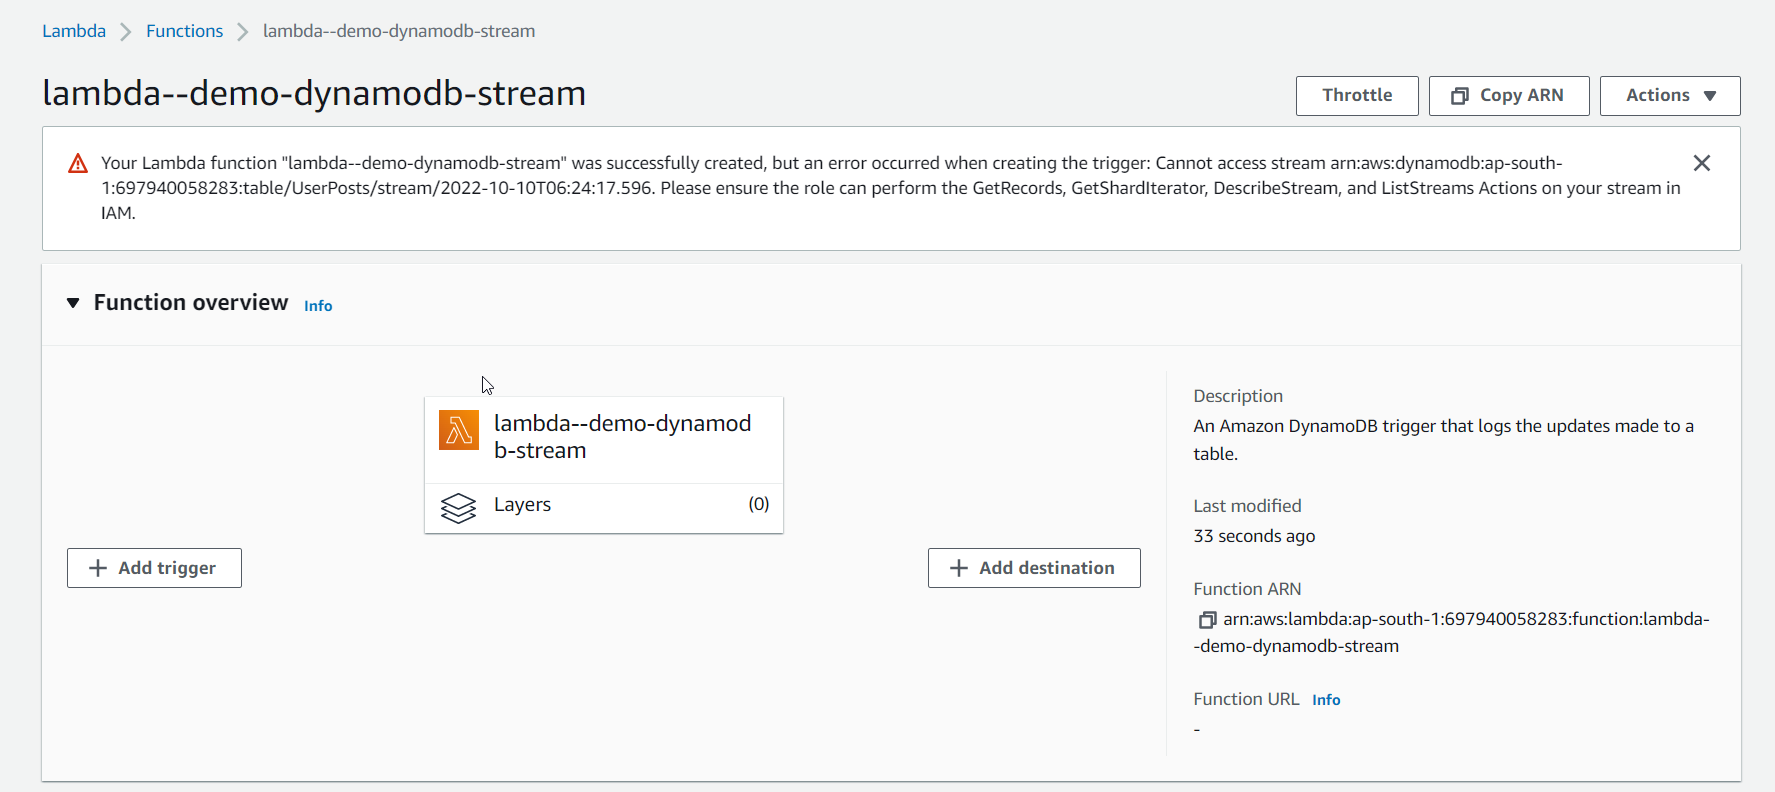 Lambda > Functions > lambda--demo-dynamodb-stream
lambda--demo-dynamodb-stream
Throttle
Copy ARN
Actions
Your Lambda function "lambda--demo-dynamodb-stream" was successfully created, but an error occurred when creating the trigger: Cannot access stream arn:aws:dynamodb:ap-south-
1:697940058283:table/UserPosts/stream/2022-10-10T06:24:17.596. Please ensure the role can perform the GetRecords, GetShardIterator, DescribeStream, and ListStreams Actions on your stream in
IAM.
Function overview Info
lambda--demo-dynamod
b-stream
Layers (0)
Add trigger
Add destination
Description
An Amazon DynamoDB trigger that logs the updates made to a
table.
Last modified
33 seconds ago
Function ARN
arn:aws:lambda:ap-south-1:697940058283:function:lambda-
-demo-dynamodb-stream
Function URL Info
-